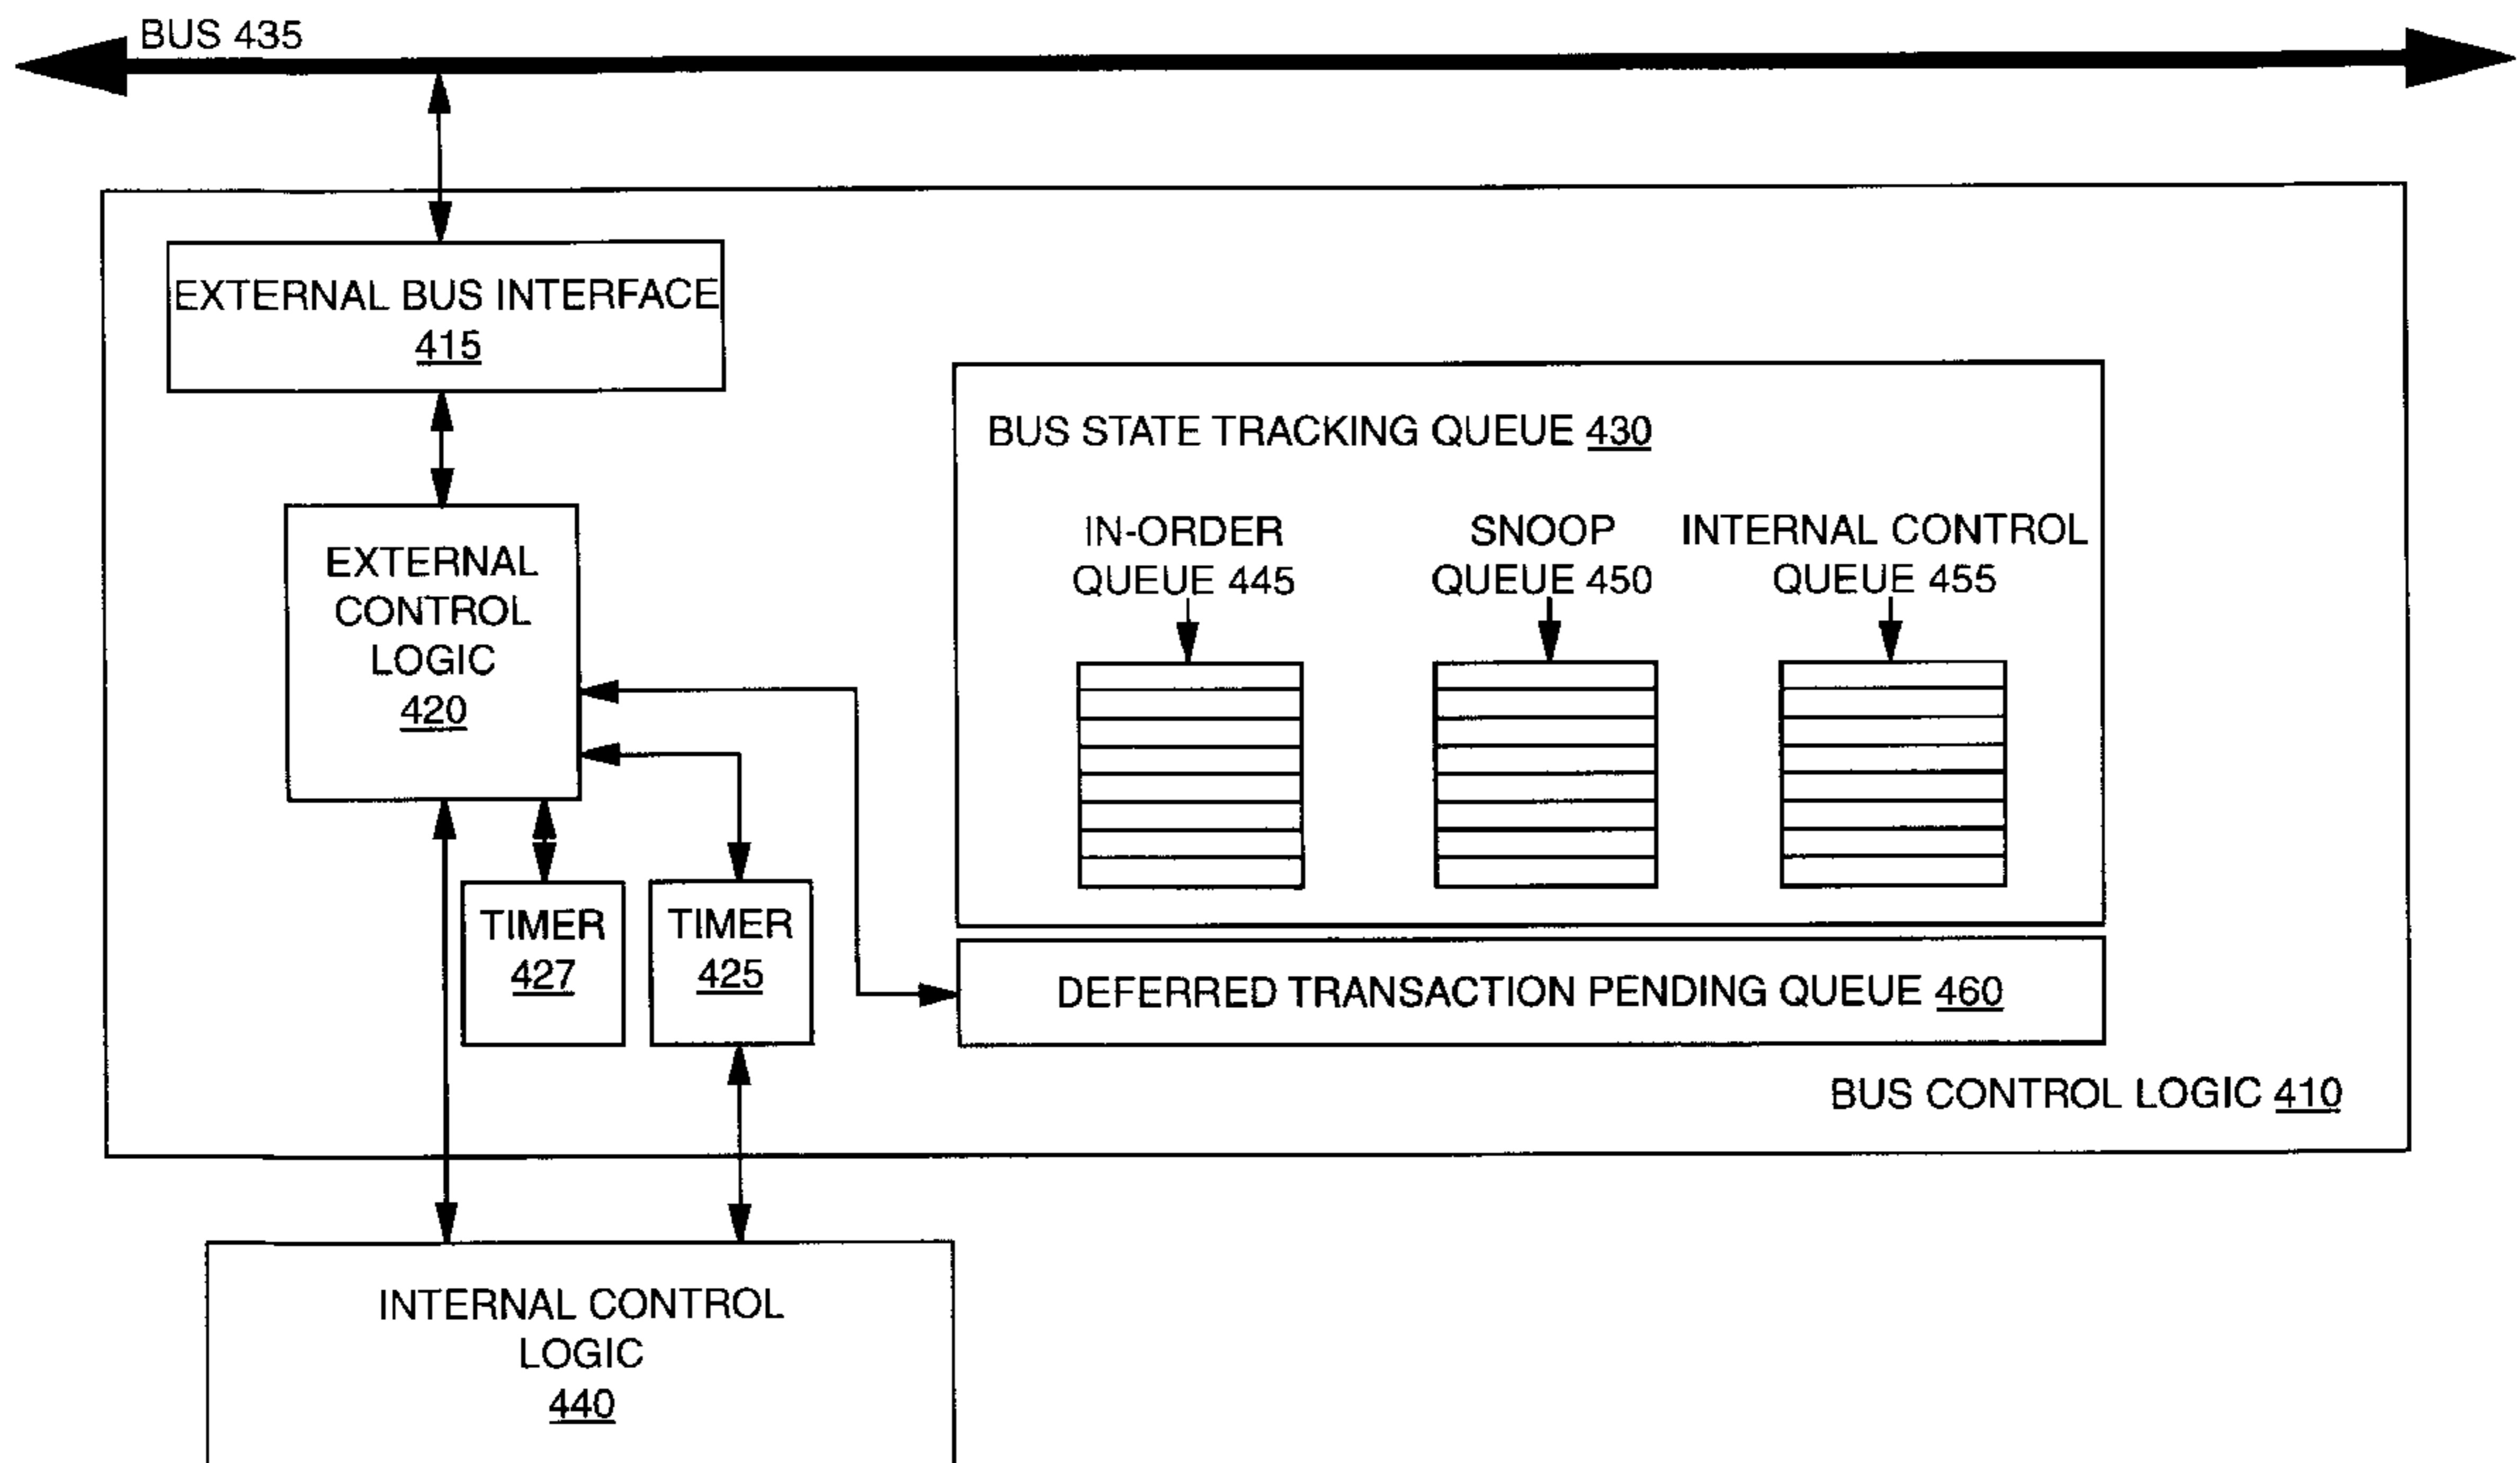 BUS 435
EXTERNAL BUS INTERFACE
415
BUS STATE TRACKING QUEUE 430
IN-ORDER
QUEUE 445
SNOOP
QUEUE 450
INTERNAL CONTROL
QUEUE 455
EXTERNAL
CONTROL
LOGIC
420
TIMER
427
TIMER
425
DEFERRED TRANSACTION PENDING QUEUE 460
BUS CONTROL LOGIC 410
INTERNAL CONTROL
LOGIC
440